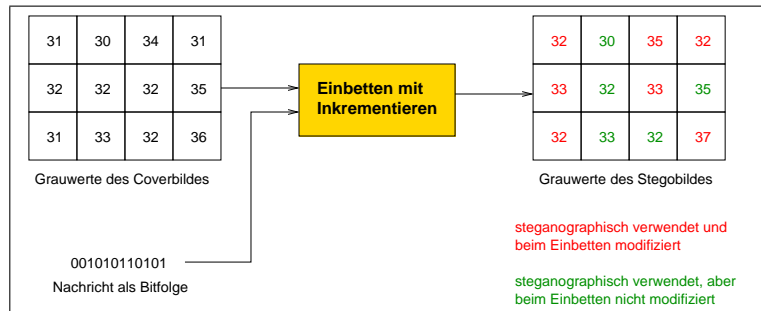 31 30 34 31
32 32 32 35
31 33 32 36
Grauwerte des Coverbildes
001010110101
Nachricht als Bitfolge
Einbetten mit
Inkrementieren
32 30 35 32
33 32 33 35
32 33 32 37
Grauwerte des Stegobildes
steganographisch verwendet und
beim Einbetten modifiziert
steganographisch verwendet, aber
beim Einbetten nicht modifiziert